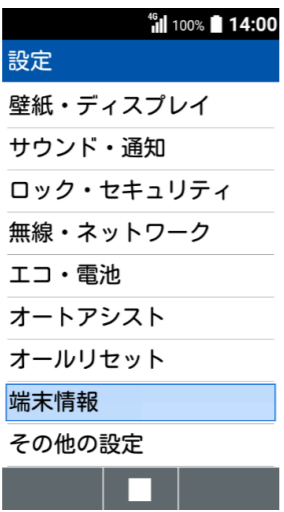 4G 100% 14:00
設定
壁紙・ディスプレイ
サウンド・通知
ロック・セキュリティ
無線・ネットワーク
エコ・電池
オートアシスト
オールリセット
端末情報
その他の設定